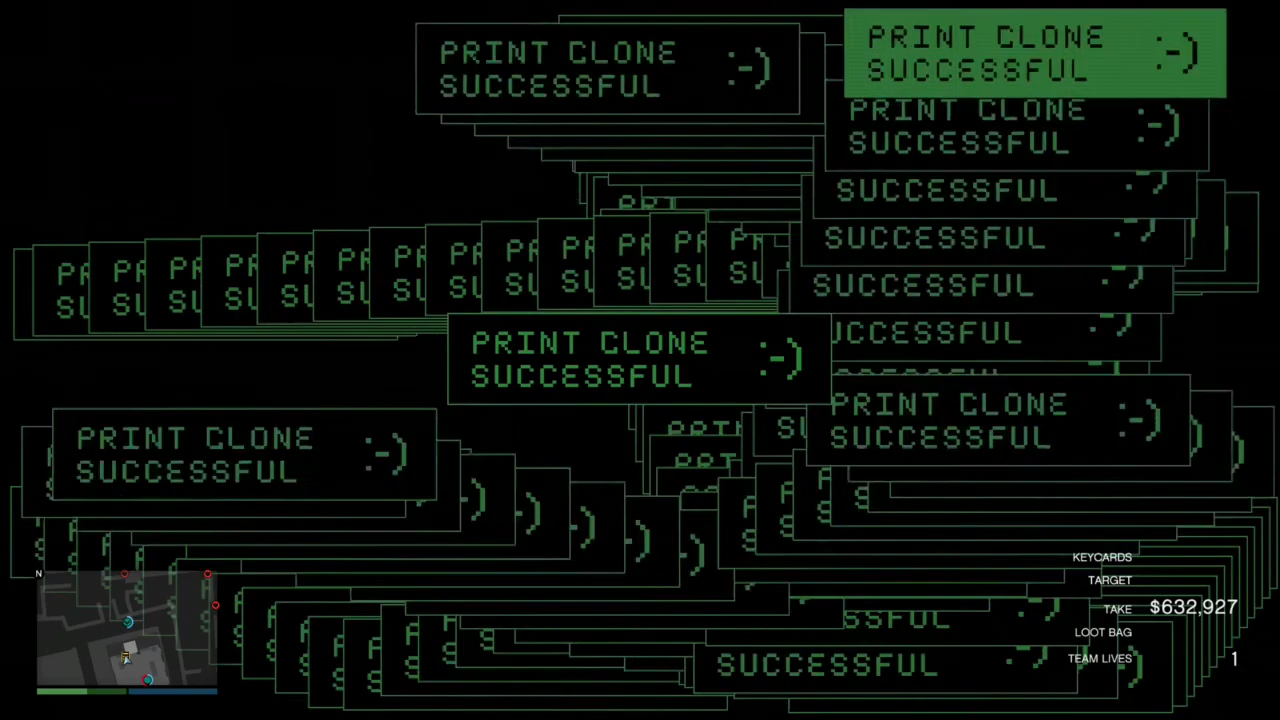 PRINT CLONE
SUCCESSFUL :-)
PRINT CLONE
SUCCESSFUL :-)
PRINT CLONE
SUCCESSFUL :-)
SUCCESSFUL
SUCCESSFUL
SUCCESSFUL
PRINT CLONE
SUCCESSFUL :-)
PRINT CLONE
SUCCESSFUL :-)
PRINT CLONE
SUCCESSFUL :-)
SUCCESSFUL
N
KEYCARDS
TARGET
TAKE $632,927
LOOT BAG
TEAM LIVES 1